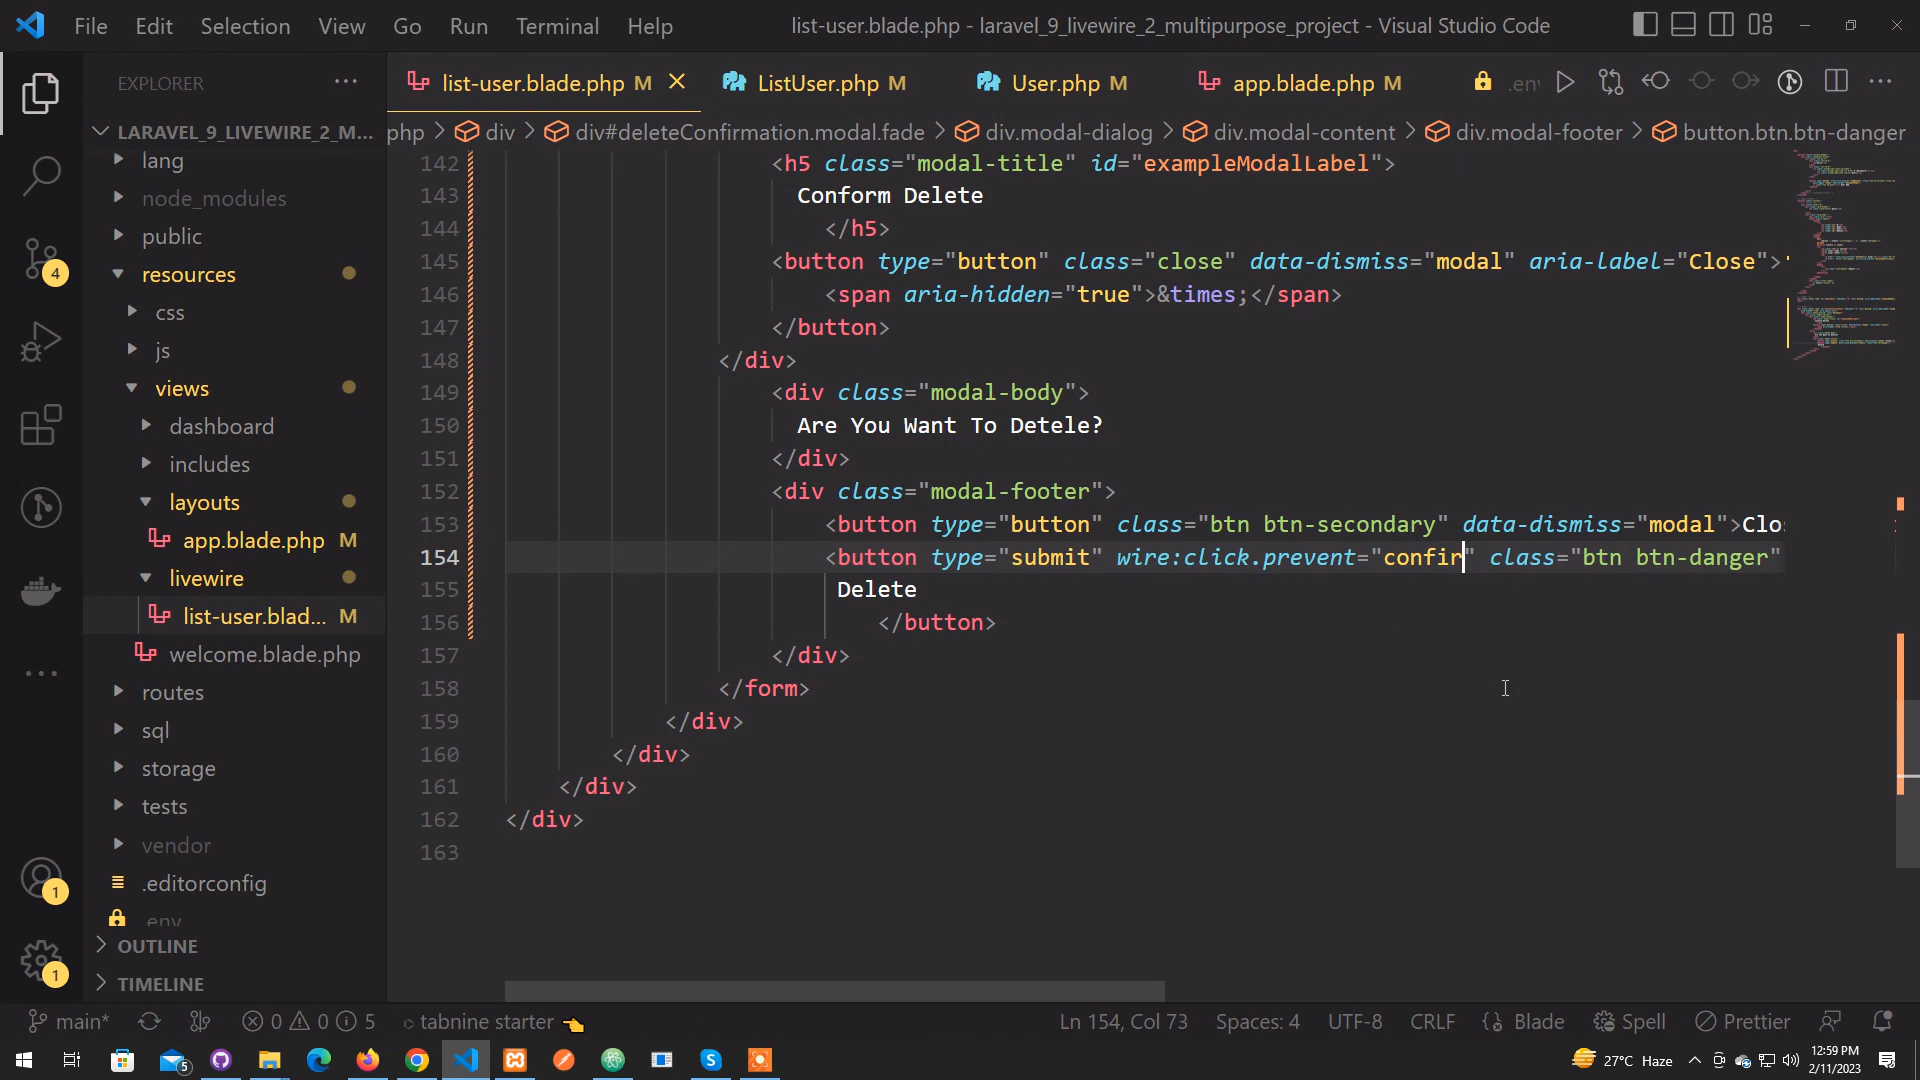 File Edit Selection View Go Run Terminal Help
list-user.blade.php - laravel_9_livewire_2_multipurpose_project - Visual Studio Code
EXPLORER
list-user.blade.php M
ListUser.php M
User.php M
app.blade.php M
.env
LARAVEL_9_LIVEWIRE_2_M...
php > div > div#deleteConfirmation.modal.fade > div.modal-dialog > div.modal-content > div.modal-footer > button.btn.btn-danger
lang
node_modules
public
resources
css
js
views
dashboard
includes
layouts
app.blade.php M
livewire
list-user.blad... M
welcome.blade.php
routes
sql
storage
tests
vendor
.editorconfig
.env
OUTLINE
TIMELINE
4
1
1
142 <h5 class="modal-title" id="exampleModalLabel">
143 Conform Delete
144 </h5>
145 <button type="button" class="close" data-dismiss="modal" aria-label="Close">
146 <span aria-hidden="true">&times;</span>
147 </button>
148 </div>
149 <div class="modal-body">
150 Are You Want To Detele?
151 </div>
152 <div class="modal-footer">
153 <button type="button" class="btn btn-secondary" data-dismiss="modal">Clo
154 <button type="submit" wire:click.prevent="confir" class="btn btn-danger"
155 Delete
156 </button>
157 </div>
158 </form>
159 </div>
160 </div>
161 </div>
162 </div>
163
main* 0 0 5 tabnine starter Ln 154, Col 73 Spaces: 4 UTF-8 CRLF {} Blade Spell Prettier
5
27°C Haze
12:59 PM
2/11/2023